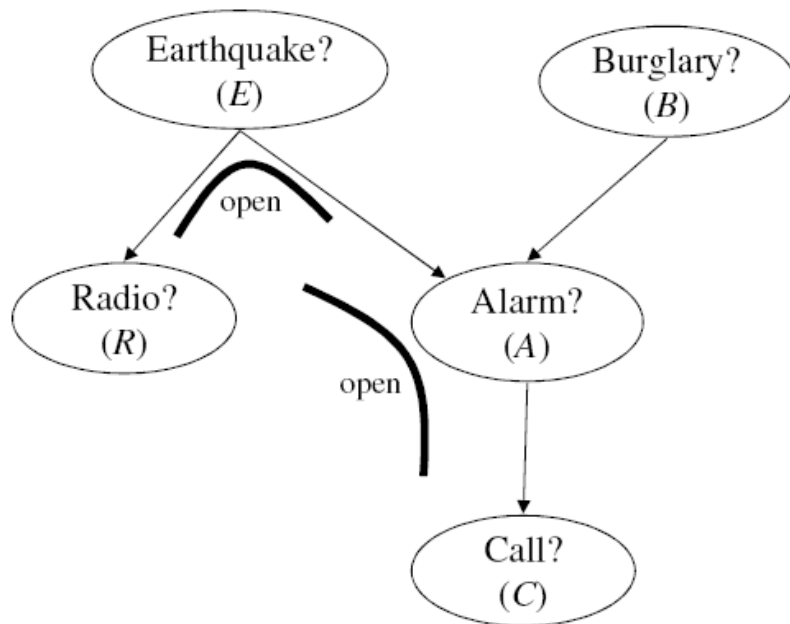 Earthquake?
(E)
Burglary?
(B)
open
Radio?
(R)
Alarm?
(A)
open
Call?
(C)